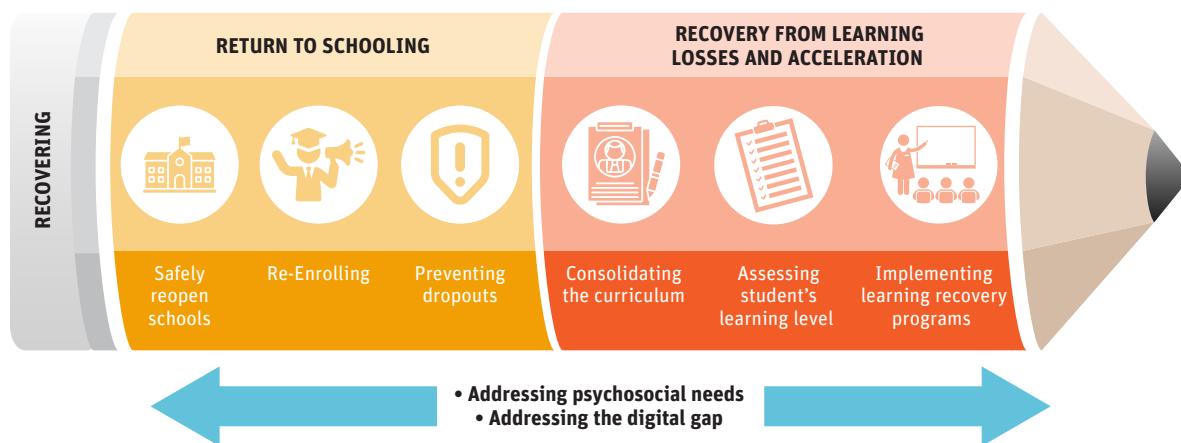 RECOVERING
RETURN TO SCHOOLING
RECOVERY FROM LEARNING
LOSSES AND ACCELERATION
Safely
reopen
schools
Re-Enrolling
Preventing
dropouts
Consolidating
the curriculum
Assessing
student's
learning level
Implementing
learning recovery
programs
• Addressing psychosocial needs
• Addressing the digital gap